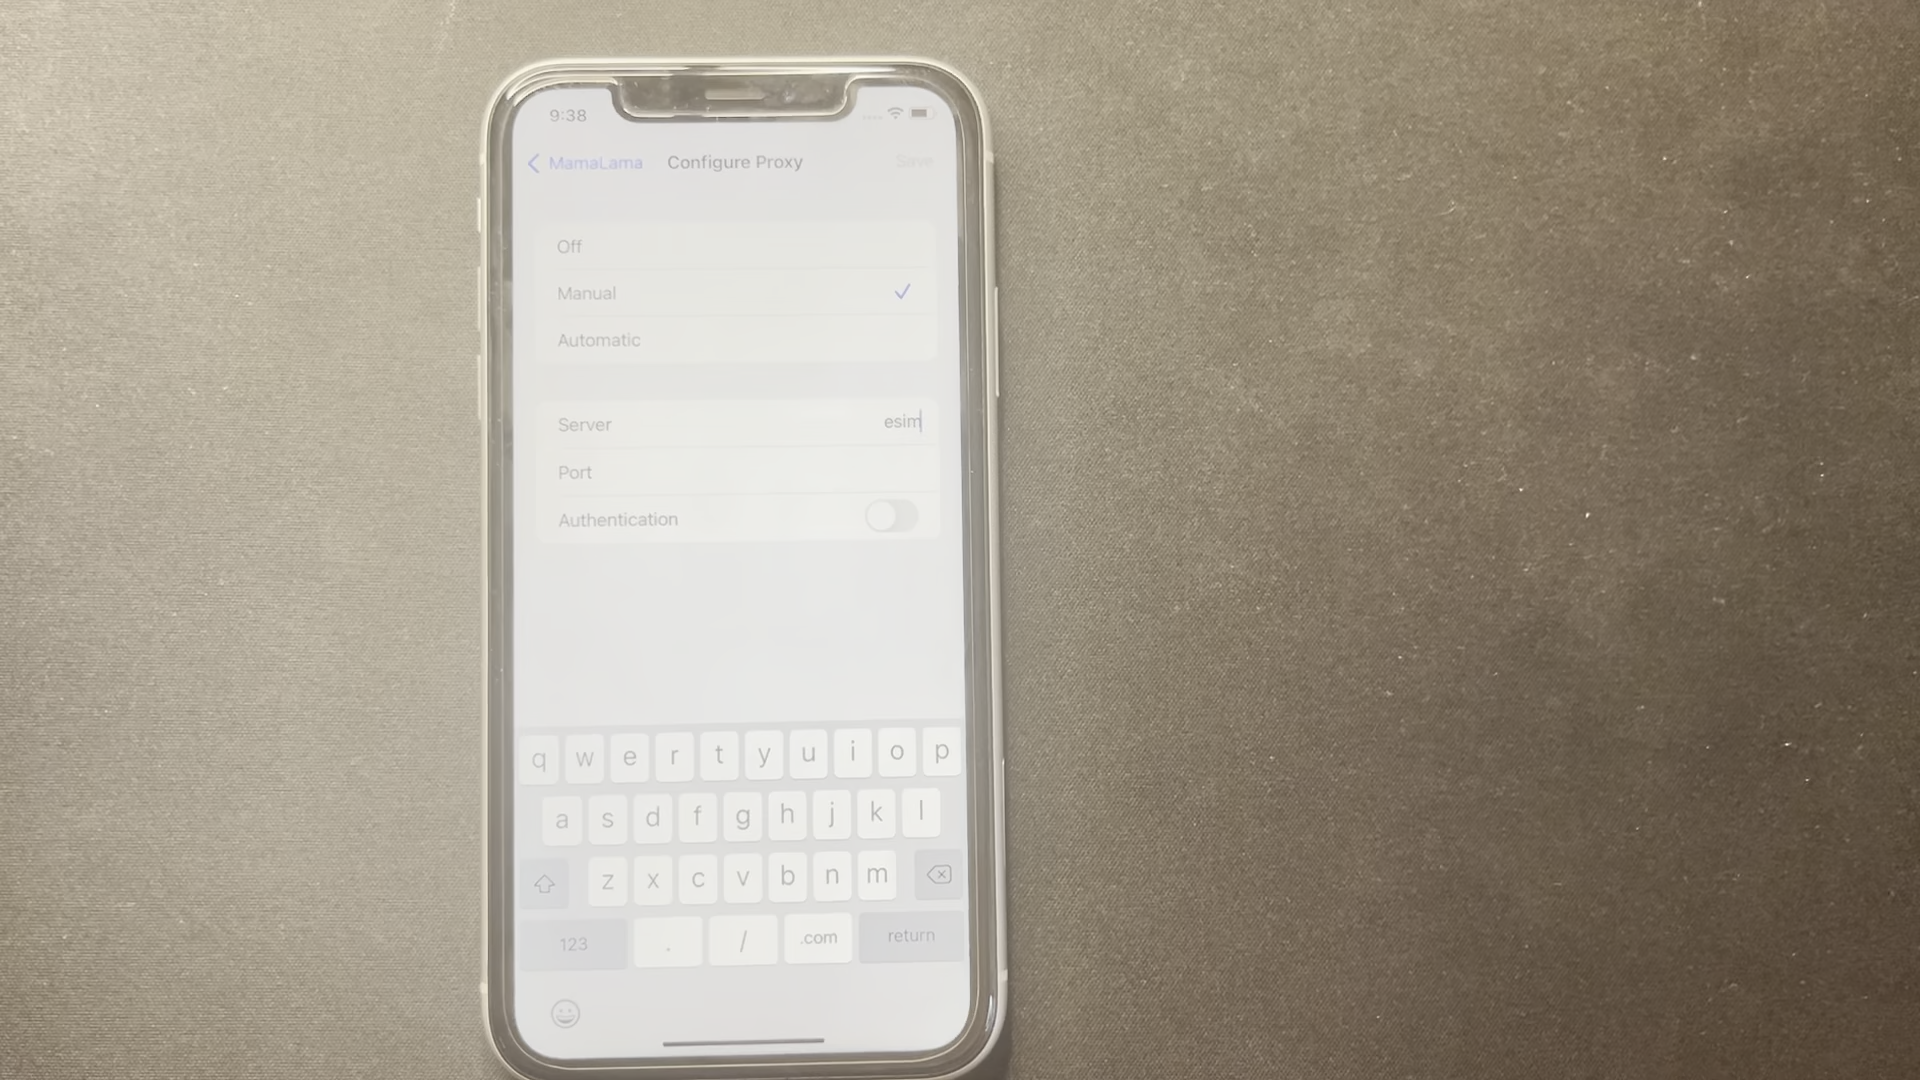 9:38
MamaLama Configure Proxy Save
Off
Manual
Automatic
Server esim
Port
Authentication
q w e r t y u i o p
a s d f g h j k l
z x c v b n m
123 . / .com return